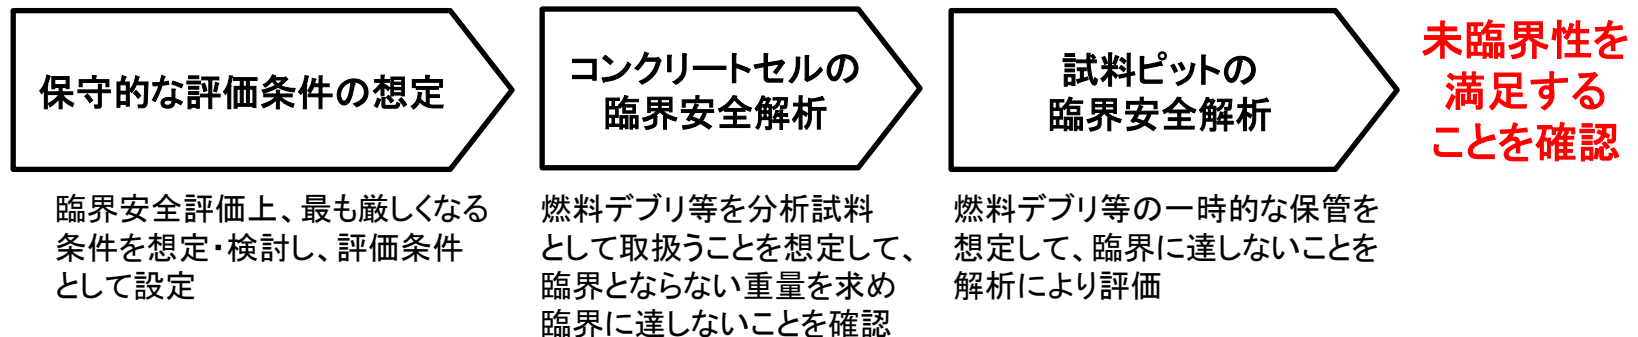 保守的な評価条件の想定
臨界安全評価上、最も厳しくなる
条件を想定・検討し、評価条件
として設定
コンクリートセルの
臨界安全解析
燃料デブリ等を分析試料
として取扱うことを想定して、
臨界とならない重量を求め
臨界に達しないことを確認
試料ピットの
臨界安全解析
燃料デブリ等の一時的な保管を
想定して、臨界に達しないことを
解析により評価
未臨界性を
満足する
ことを確認